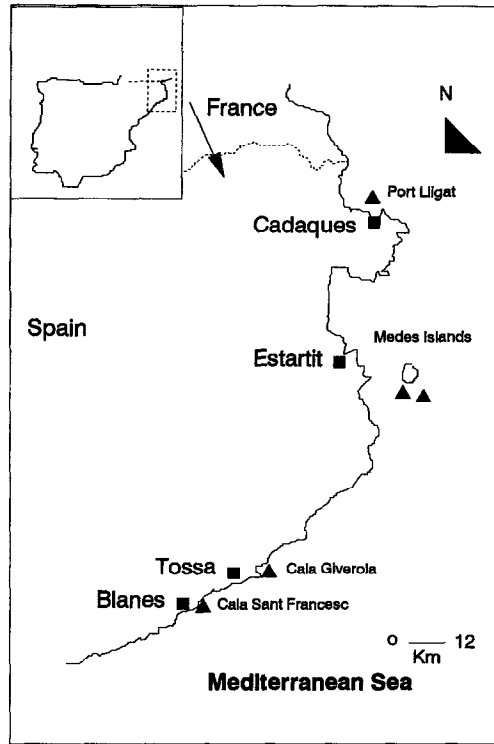 France
N
Port Lligat
Cadaques
Spain
Medes Islands
Estartit
Tossa
Cala Giverola
Blanes
Cala Sant Francesc
0 12
Km
Mediterranean Sea